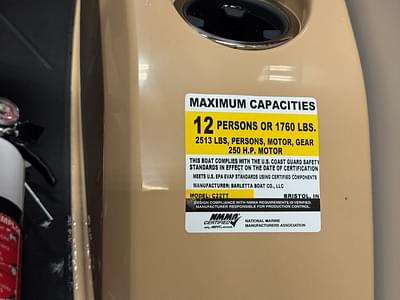 MAXIMUM CAPACITIES
12 PERSONS OR 1760 LBS.
2513 LBS, PERSONS, MOTOR, GEAR
250 H.P. MOTOR
THIS BOAT COMPLIES WITH THE U.S. COAST GUARD SAFETY
STANDARDS IN EFFECT ON THE DATE OF CERTIFICATION
MEETS U.S. EPA EVAP STANDARDS USING CERTIFIED COMPONENTS
MANUFACTURER: BARLETTA BOAT CO., LLC
MODEL C22TT BRISTOL, IN
DESIGN COMPLIANCE WITH NMMA REQUIREMENTS IS VERIFIED.
MANUFACTURER RESPONSIBLE FOR PRODUCTION CONTROL.
NMMA
CERTIFIED
NATIONAL MARINE
MANUFACTURERS ASSOCIATION